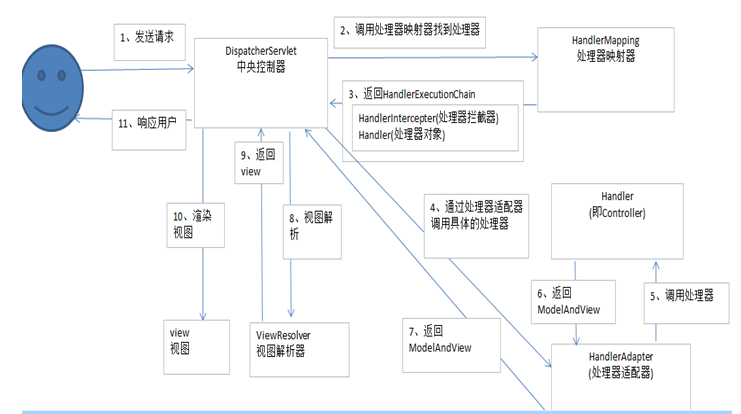 1、发送请求
DispatcherServlet
中央控制器
2、调用处理器映射器找到处理器
HandlerMapping
处理器映射器
3、返回HandlerExecutionChain
HandlerIntercepter(处理器拦截器)
Handler(处理器对象)
11、响应用户
9、返回
view
10、渲染
视图
8、视图解
析
4、通过处理器适配器
调用具体的处理器
Handler
(即Controller)
6、返回
ModelAndView
5、调用处理器
7、返回
ModelAndView
view
视图
ViewResolver
视图解析器
HandlerAdapter
(处理器适配器)